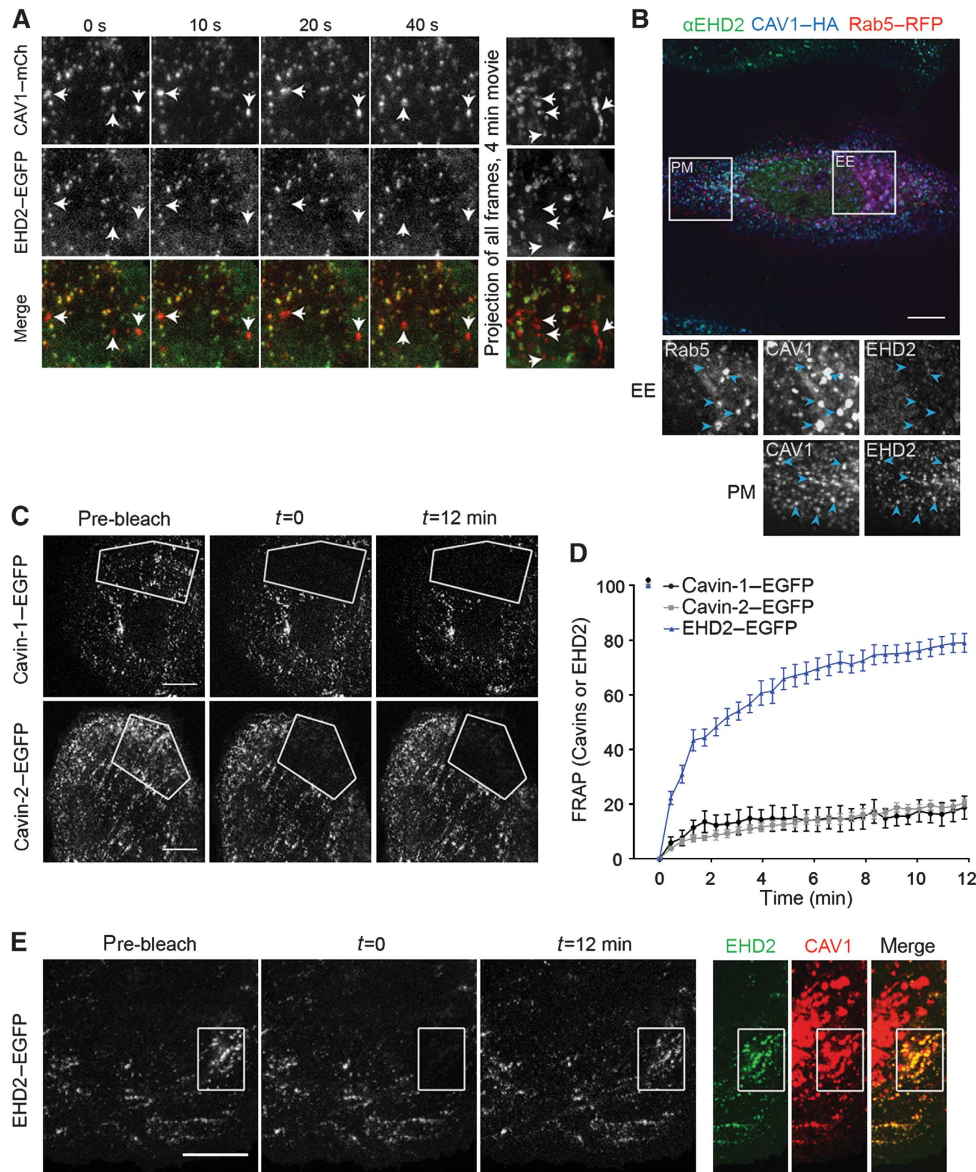 A
0 s 10 s 20 s 40 s
CAV1–mCh
EHD2–EGFP
Merge
Projection of all frames, 4 min movie
B
αEHD2 CAV1–HA Rab5–RFP
PM
EE
Rab5 CAV1 EHD2
EE
CAV1 EHD2
PM
C
Pre-bleach t=0 t=12 min
Cavin-1–EGFP
Cavin-2–EGFP
D
FRAP (Cavins or EHD2)
100
80
60
40
20
0
Cavin-1–EGFP
Cavin-2–EGFP
EHD2–EGFP
0 2 4 6 8 10 12
Time (min)
E
Pre-bleach t=0 t=12 min EHD2 CAV1 Merge
EHD2–EGFP